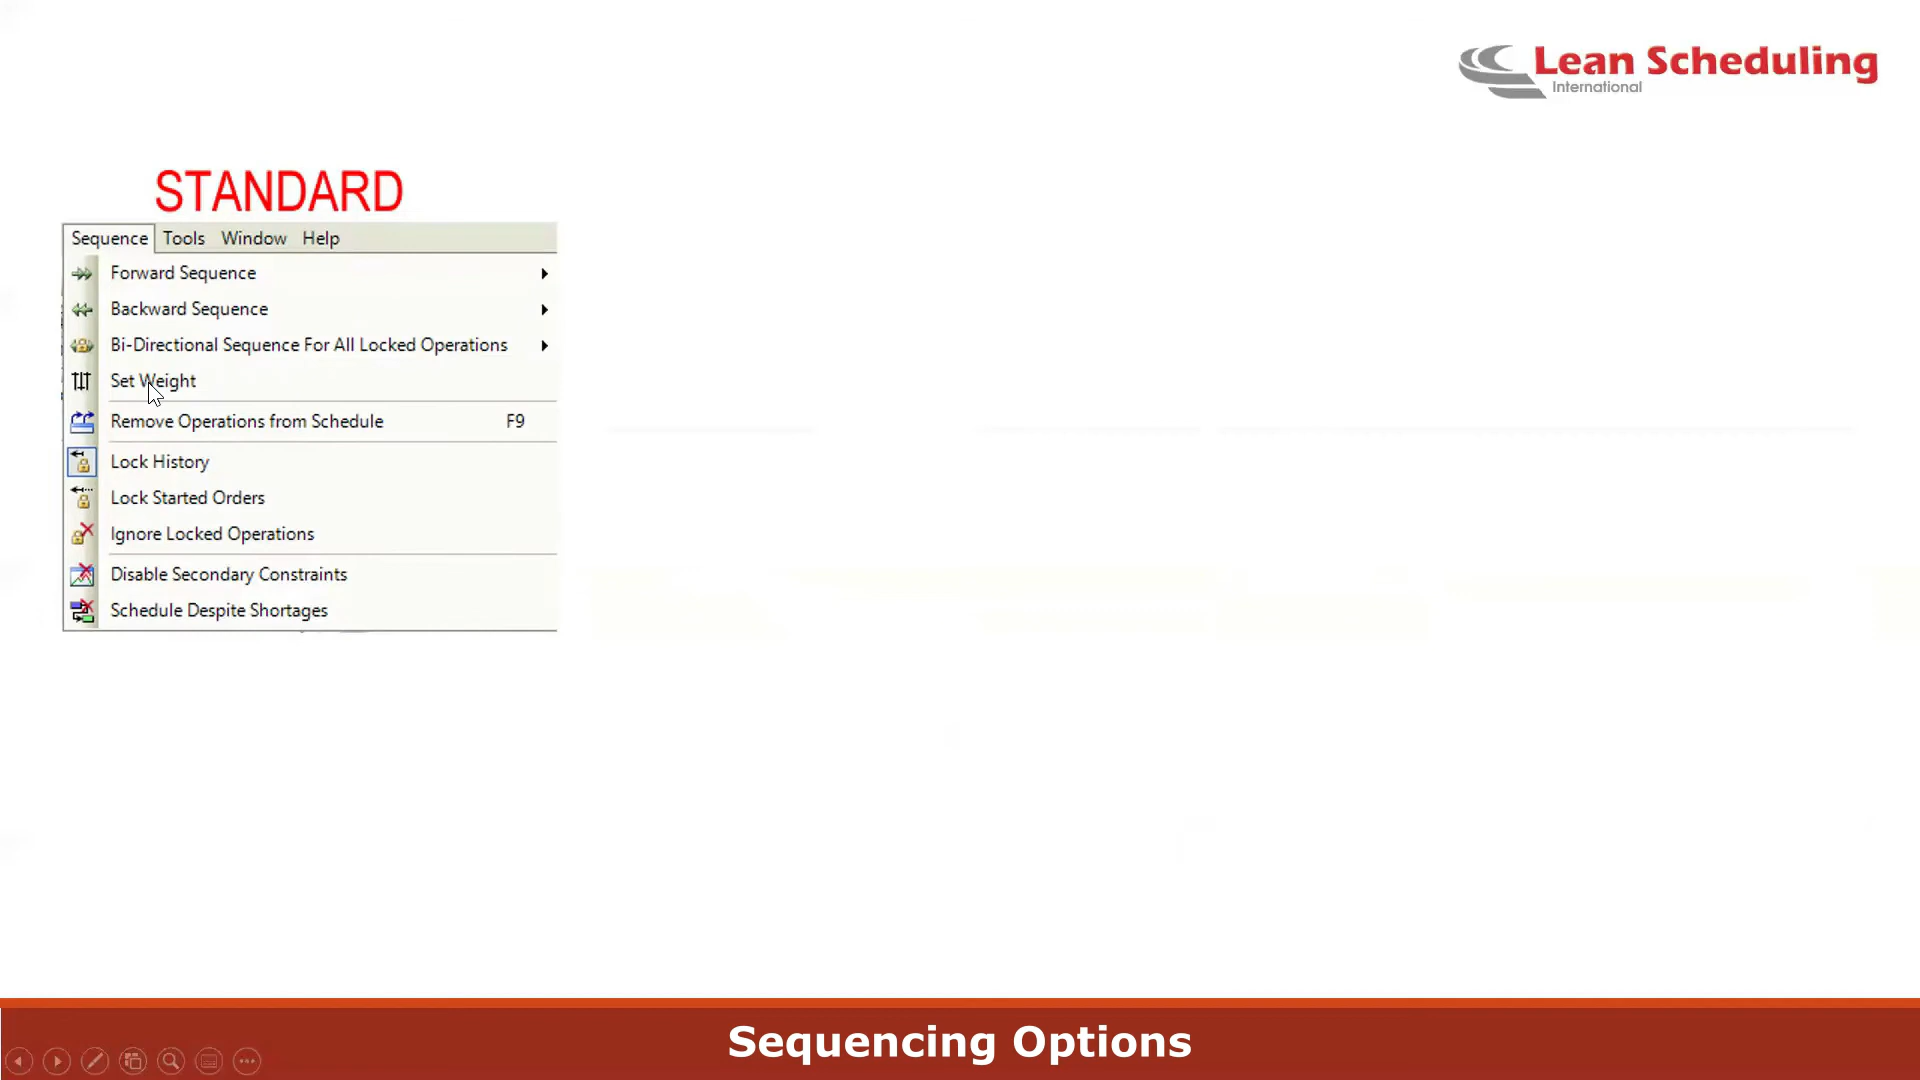 Lean Scheduling
International
STANDARD
Sequence Tools Window Help
Forward Sequence
Backward Sequence
Bi-Directional Sequence For All Locked Operations
Set Weight
Remove Operations from Schedule F9
Lock History
Lock Started Orders
Ignore Locked Operations
Disable Secondary Constraints
Schedule Despite Shortages
Sequencing Options